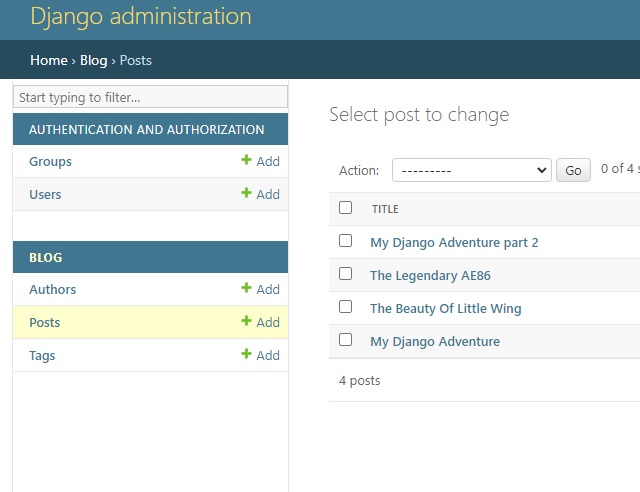 Django administration
Home › Blog › Posts
Start typing to filter...
AUTHENTICATION AND AUTHORIZATION
Groups + Add
Users + Add
BLOG
Authors + Add
Posts + Add
Tags + Add
Select post to change
Action: --------- Go 0 of 4 s
TITLE
My Django Adventure part 2
The Legendary AE86
The Beauty Of Little Wing
My Django Adventure
4 posts